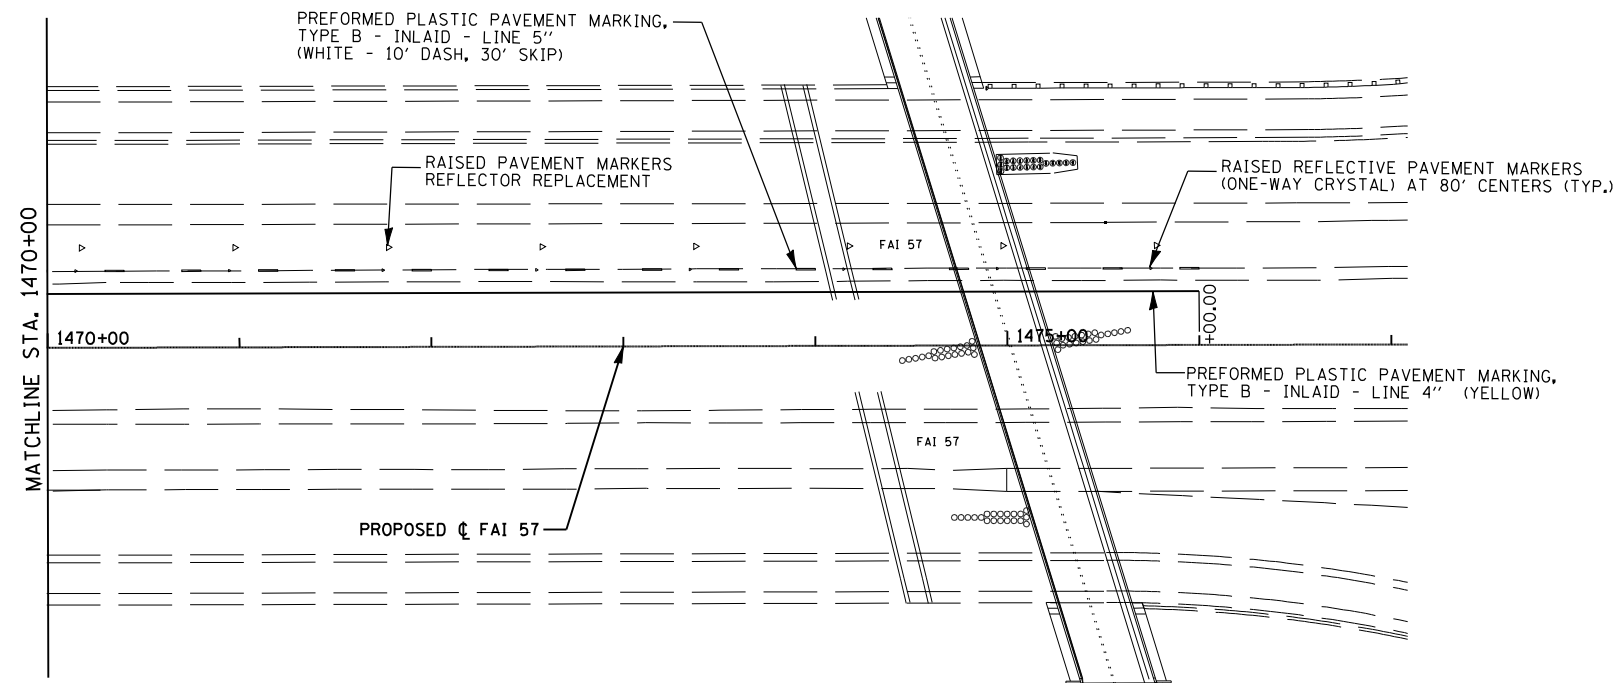 PREFORMED PLASTIC PAVEMENT MARKING,
TYPE B - INLAID - LINE 5"
(WHITE - 10' DASH, 30' SKIP)
RAISED PAVEMENT MARKERS
REFLECTOR REPLACEMENT
RAISED REFLECTIVE PAVEMENT MARKERS
(ONE-WAY CRYSTAL) AT 80' CENTERS (TYP.)
FAI 57
MATCHLINE STA. 1470+00
1470+00
1475+00
+00.00
PREFORMED PLASTIC PAVEMENT MARKING,
TYPE B - INLAID - LINE 4" (YELLOW)
FAI 57
PROPOSED ℄ FAI 57